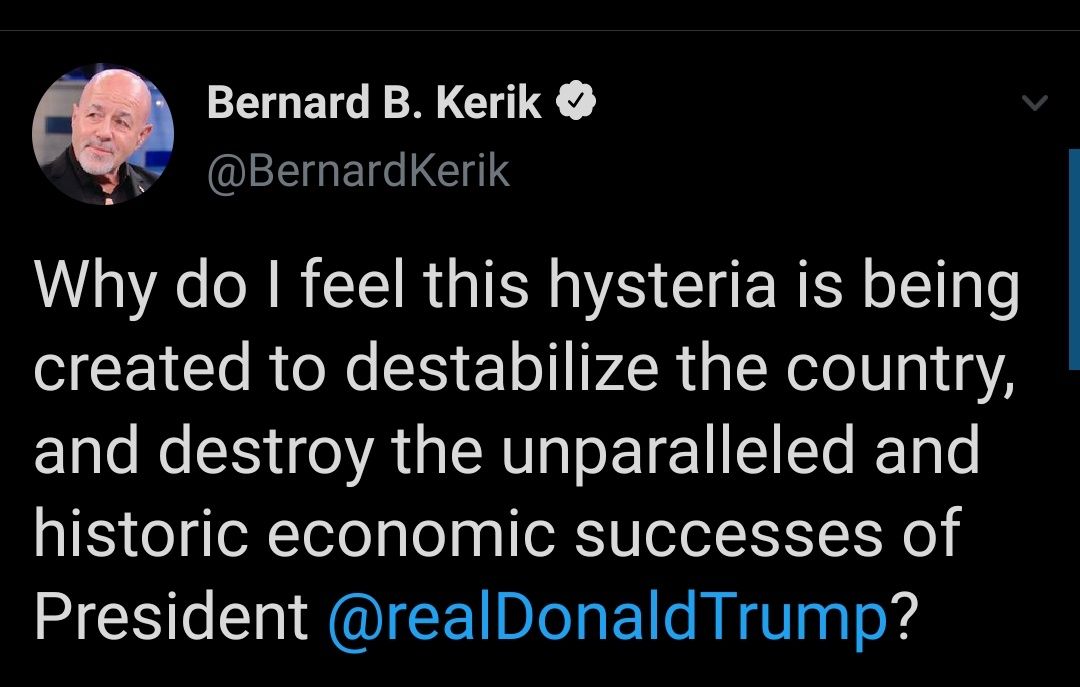 Bernard B. Kerik
@BernardKerik
Why do I feel this hysteria is being
created to destabilize the country,
and destroy the unparalleled and
historic economic successes of
President @realDonaldTrump?